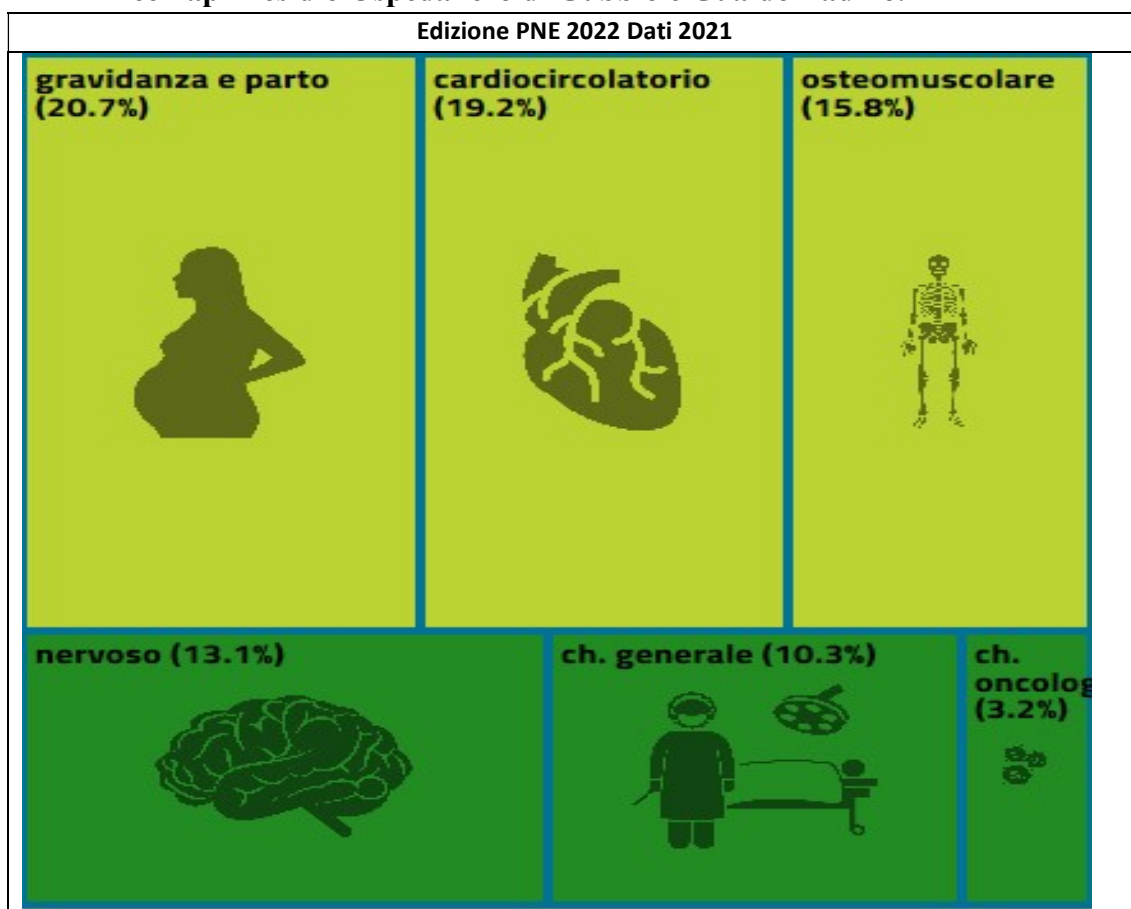 Edizione PNE 2022 Dati 2021
gravidanza e parto
(20.7%)
cardiocircolatorio
(19.2%)
osteomuscolare
(15.8%)
nervoso (13.1%)
ch. generale (10.3%)
ch.
oncolog
(3.2%)